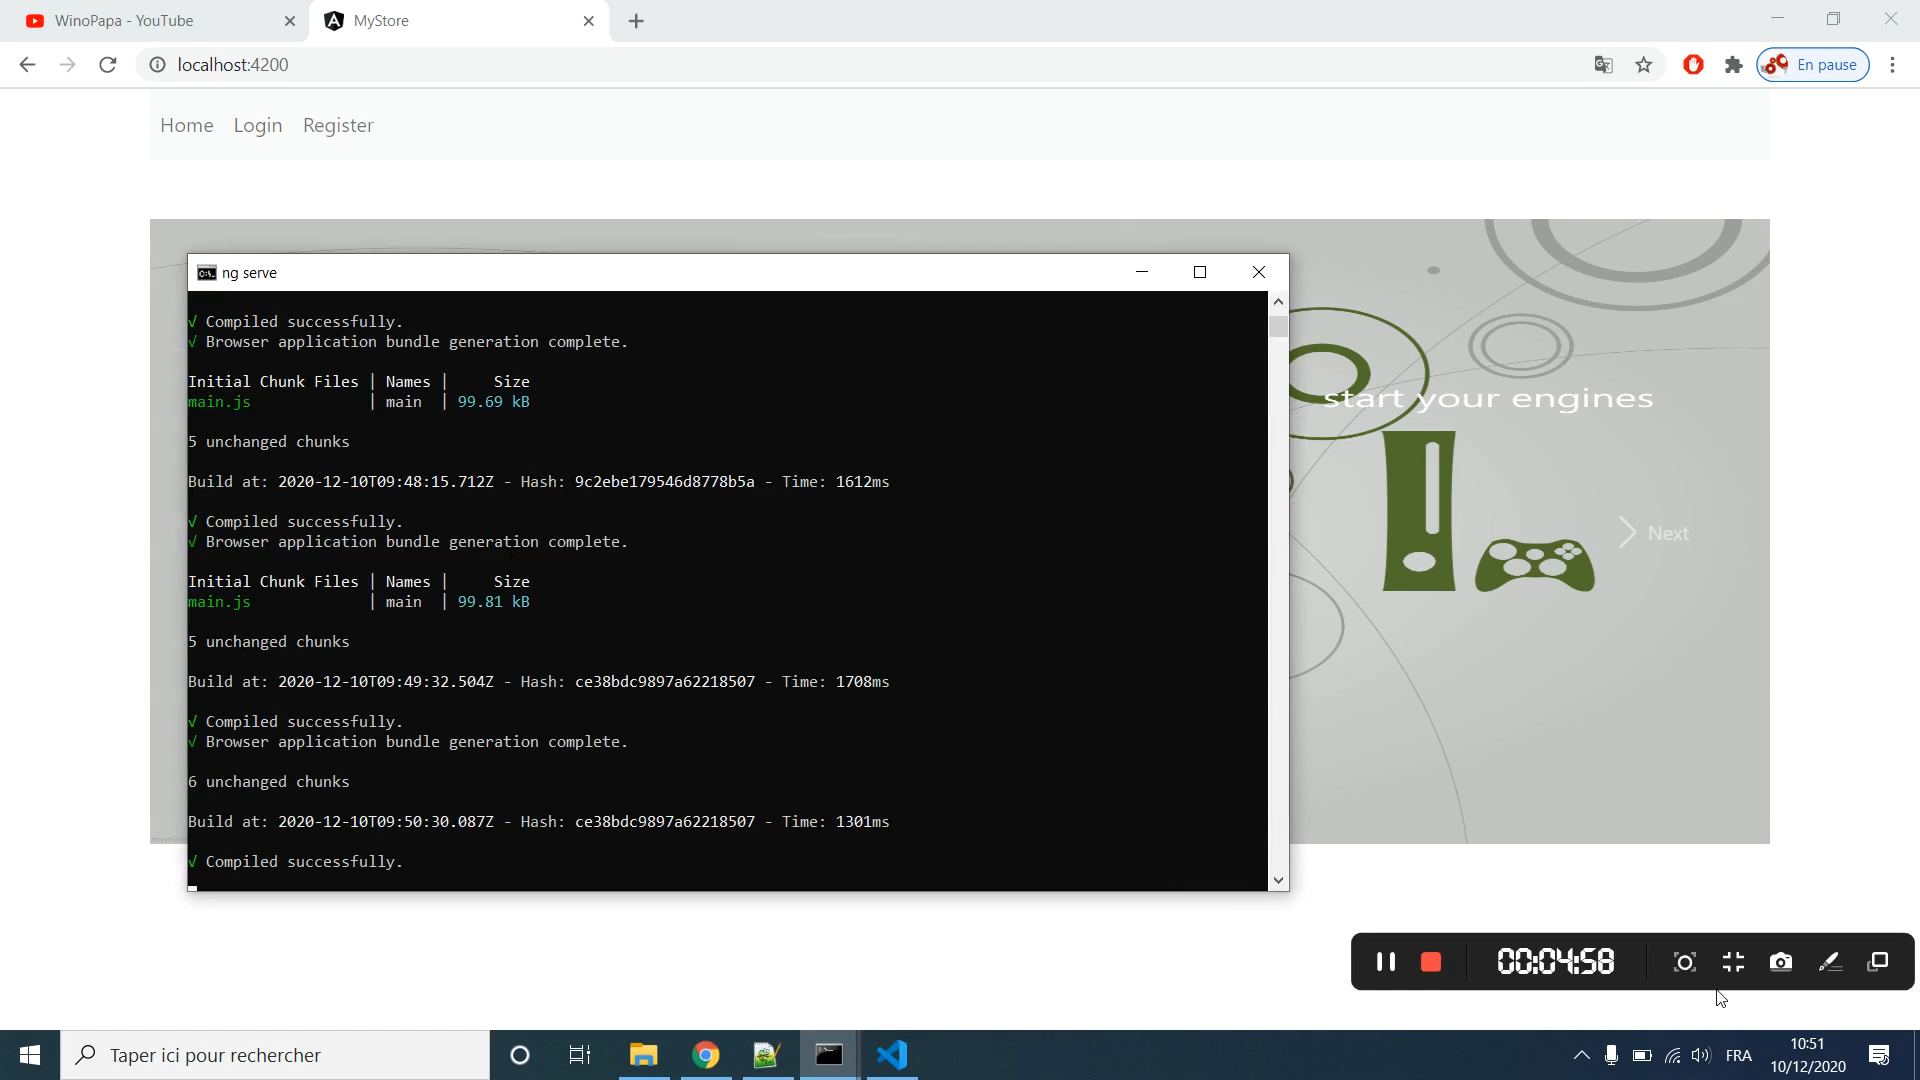 WinoPapa - YouTube
MyStore
localhost:4200
En pause
Home Login Register
ng serve
√ Compiled successfully.
√ Browser application bundle generation complete.
Initial Chunk Files | Names | Size
main.js | main | 99.69 kB
5 unchanged chunks
Build at: 2020-12-10T09:48:15.712Z - Hash: 9c2ebe179546d8778b5a - Time: 1612ms
√ Compiled successfully.
√ Browser application bundle generation complete.
Initial Chunk Files | Names | Size
main.js | main | 99.81 kB
5 unchanged chunks
Build at: 2020-12-10T09:49:32.504Z - Hash: ce38bdc9897a62218507 - Time: 1708ms
√ Compiled successfully.
√ Browser application bundle generation complete.
6 unchanged chunks
Build at: 2020-12-10T09:50:30.087Z - Hash: ce38bdc9897a62218507 - Time: 1301ms
√ Compiled successfully.
start your engines
Next
00:04:58
Taper ici pour rechercher
FRA
10:51
10/12/2020